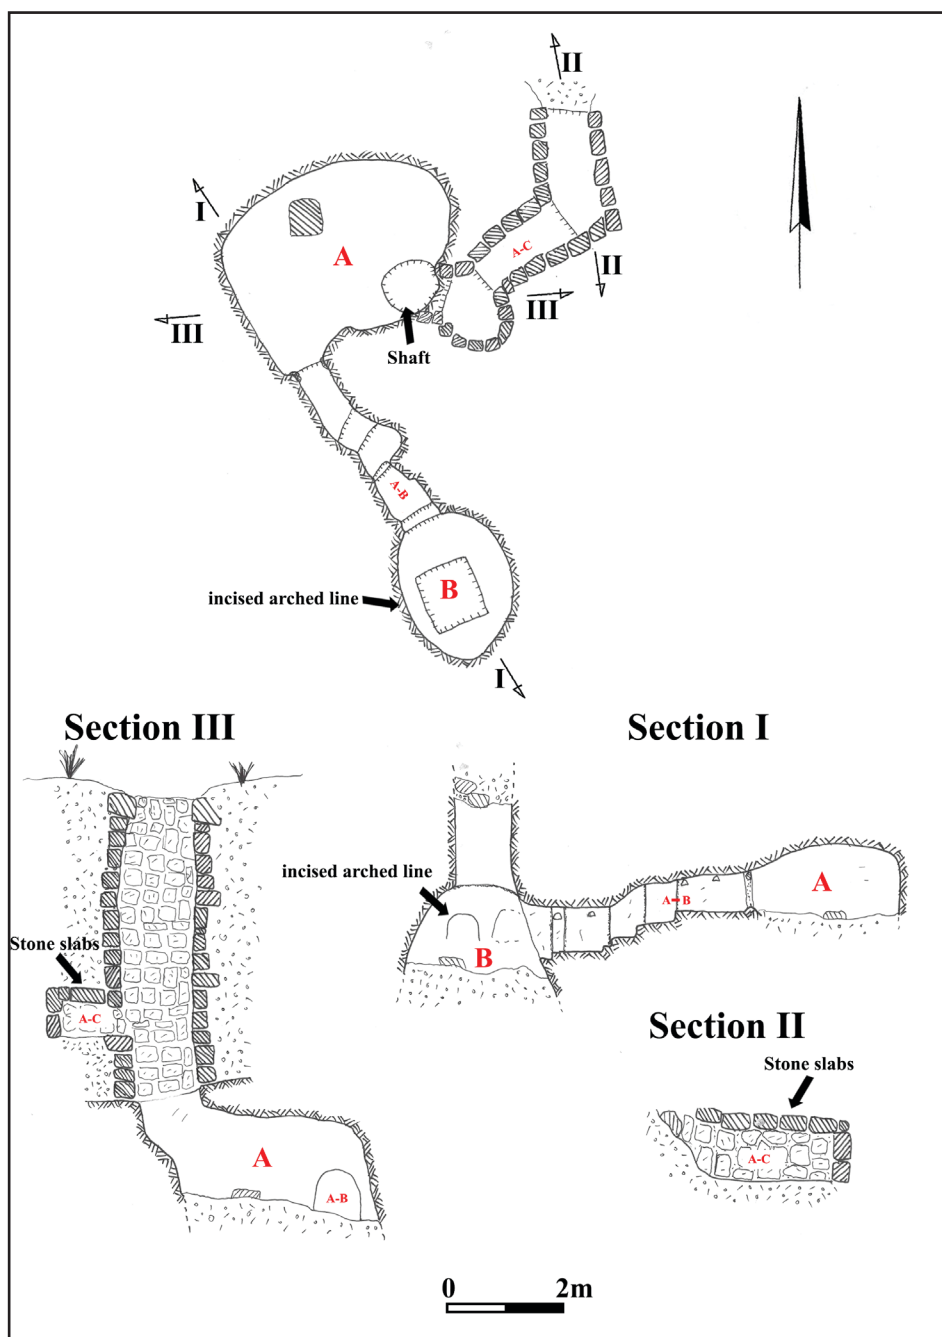 II
I
A
A-C
II
III
III
Shaft
A-B
B
incised arched line
I
Section III
Section I
incised arched line
A
A B
B
Stone slabs
A-C
Section II
Stone slabs
A-C
A
A-B
0 2m